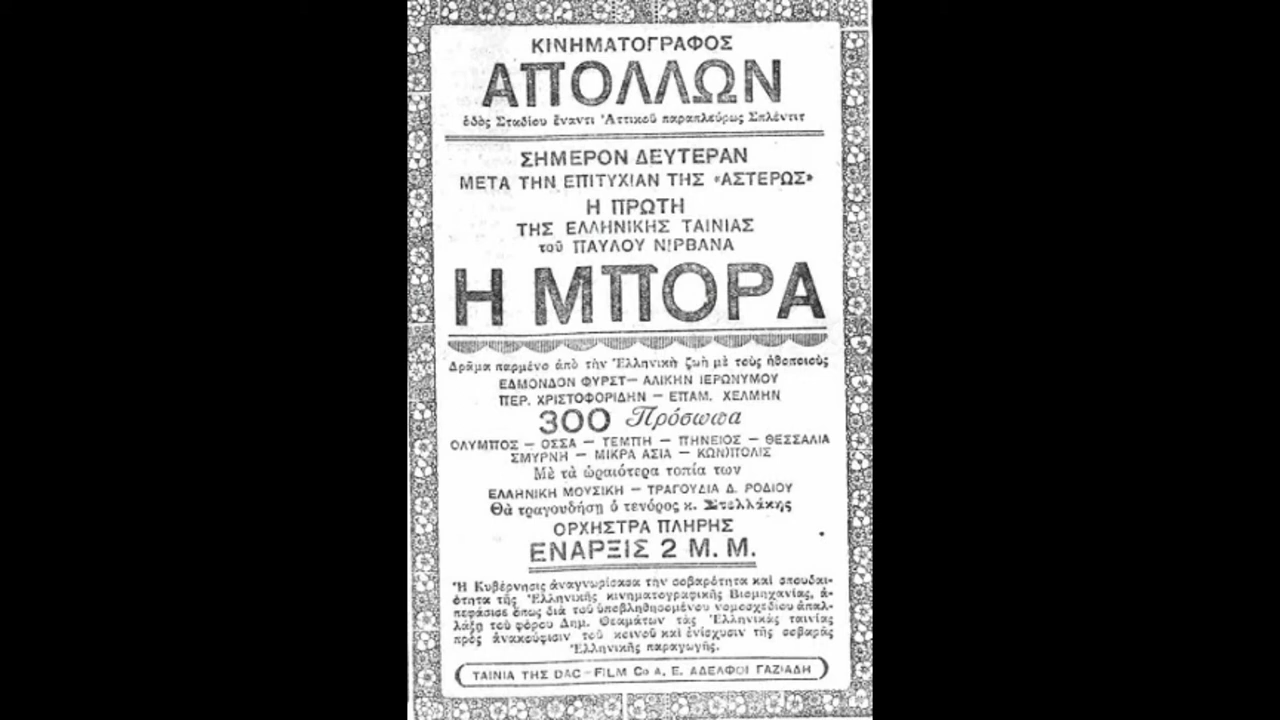 ΚΙΝΗΜΑΤΟΓΡΑΦΟΣ
ΑΠΟΛΛΩΝ
ὁδὸς Σταδίου ἔναντι Ἀττικοῦ παραπλεύρως Σπλέντιτ
ΣΗΜΕΡΟΝ ΔΕΥΤΕΡΑΝ
ΜΕΤΑ ΤΗΝ ΕΠΙΤΥΧΙΑΝ ΤΗΣ «ΑΣΤΕΡΩΣ»
Η ΠΡΩΤΗ
ΤΗΣ ΕΛΛΗΝΙΚΗΣ ΤΑΙΝΙΑΣ
τοῦ ΠΑΥΛΟΥ ΝΙΡΒΑΝΑ
Η ΜΠΟΡΑ
Δρᾶμα παρμένο ἀπὸ τὴν Ἑλληνικὴ ζωὴ μὲ τοὺς ἠθοποιοὺς
ΕΔΜΟΝΔΟΝ ΦΥΡΣΤ — ΑΛΙΚΗΝ ΙΕΡΩΝΥΜΟΥ
ΠΕΡ. ΧΡΙΣΤΟΦΟΡΙΔΗΝ — ΕΠΑΜ. ΧΕΛΜΗΝ
300 Πρόσωπα
ΟΛΥΜΠΟΣ — ΟΣΣΑ — ΤΕΜΠΗ — ΠΗΝΕΙΟΣ — ΘΕΣΣΑΛΙΑ
ΣΜΥΡΝΗ — ΜΙΚΡΑ ΑΣΙΑ — ΚΩΝ)ΠΟΛΙΣ
Μὲ τὰ ὡραιότερα τοπία των
ΕΛΛΗΝΙΚΗ ΜΟΥΣΙΚΗ — ΤΡΑΓΟΥΔΙΑ Δ. ΡΟΔΙΟΥ
Θὰ τραγουδήσῃ ὁ τενόρος κ. Στελλάκης
ΟΡΧΗΣΤΡΑ ΠΛΗΡΗΣ
ΕΝΑΡΞΙΣ 2 Μ. Μ.
Ἡ Κυβέρνησις ἀναγνωρίσασα τὴν σοβαρότητα καὶ σπουδαι-
ότητα τῆς Ἑλληνικῆς κινηματογραφικῆς Βιομηχανίας, ἀ-
πεφάσισε ὅπως διὰ τοῦ ὑποβληθησομένου νομοσχεδίου ἀπαλ-
λάξῃ τοῦ φόρου Δημ. Θεαμάτων τὰς Ἑλληνικὰς ταινίας
πρὸς ἀνακούφισιν τοῦ κοινοῦ καὶ ἐνίσχυσιν τῆς σοβαρᾶς
Ἑλληνικῆς παραγωγῆς.
ΤΑΙΝΙΑ ΤΗΣ DAC – FILM Co Α. Ε. ΑΔΕΛΦΟΙ ΓΑΖΙΑΔΗ